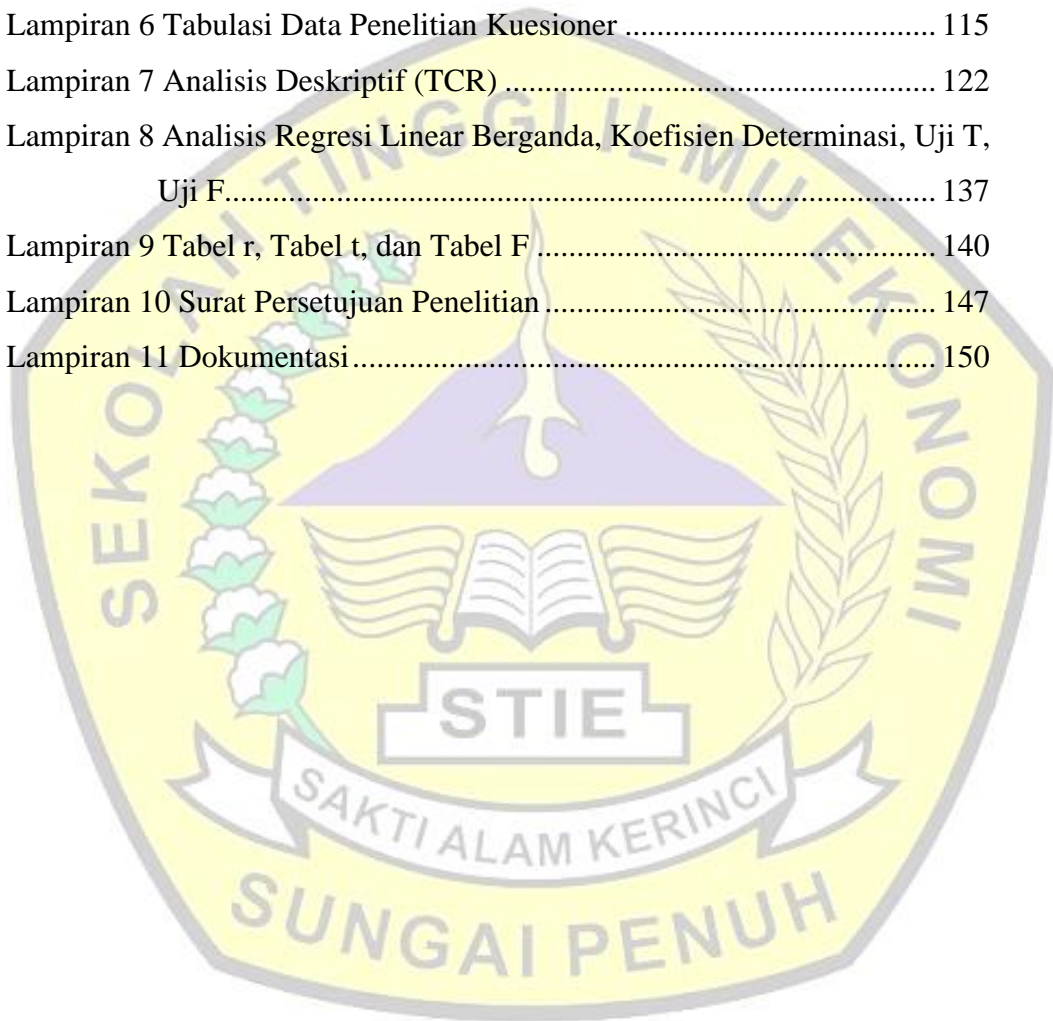 Lampiran 6 Tabulasi Data Penelitian Kuesioner ..................................... 115
Lampiran 7 Analisis Deskriptif (TCR) ................................................... 122
Lampiran 8 Analisis Regresi Linear Berganda, Koefisien Determinasi, Uji T,
Uji F.................................................................................... 137
Lampiran 9 Tabel r, Tabel t, dan Tabel F ............................................... 140
Lampiran 10 Surat Persetujuan Penelitian .............................................. 147
Lampiran 11 Dokumentasi..................................................................... 150
SEKOLAH TINGGI ILMU EKONOMI
STIE
SAKTI ALAM KERINCI
SUNGAI PENUH